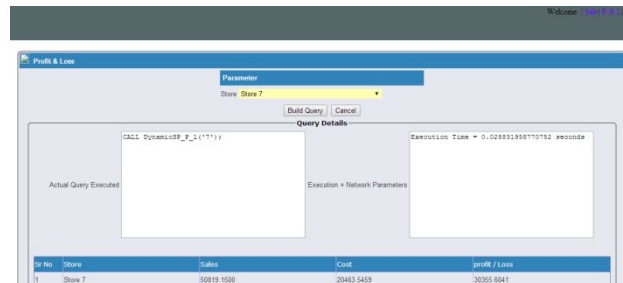 Welcome | Sale| P & L|
Profit & Loss
Parameter
Store Store 7
Build Query Cancel
Query Details
Actual Query Executed
CALL DynamicSP_P_L('7');
Execution + Network Parameters
Execution Time = 0.028831958770752 seconds
Sr No Store Sales Cost profit / Loss
1 Store 7 50819.1500 20463.5459 30355.6041